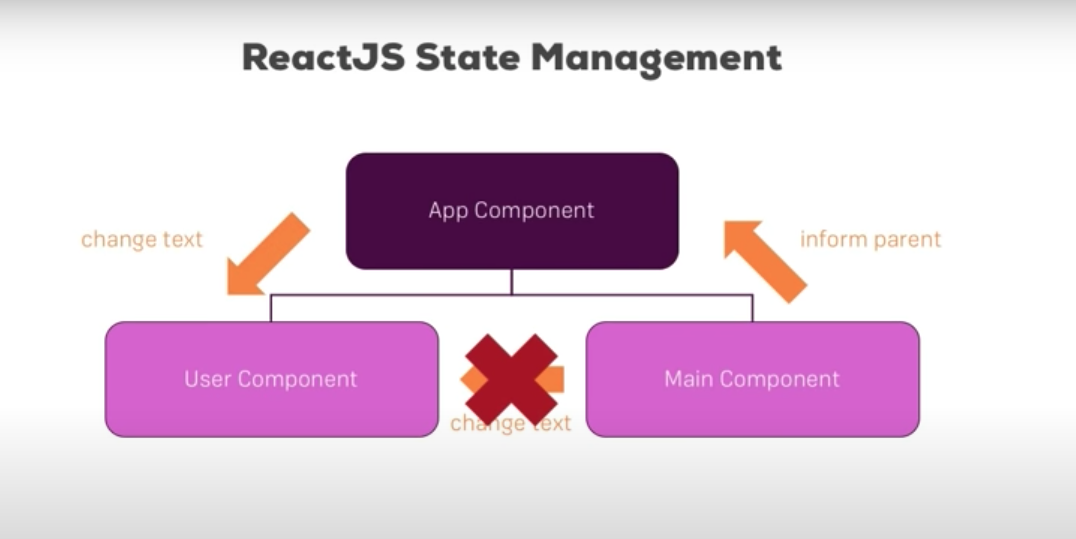 ReactJS State Management
App Component
change text
inform parent
User Component
Main Component
change text